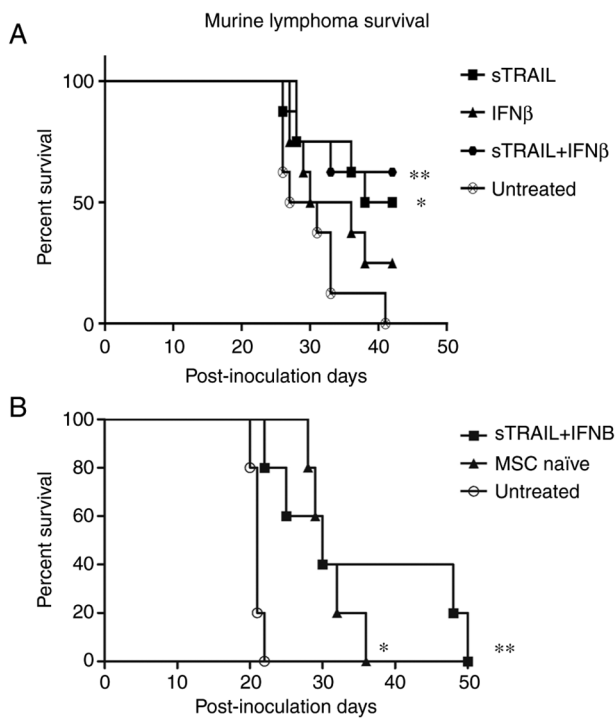 Murine lymphoma survival
A
100
50
0
Percent survival
0 10 20 30 40 50
Post-inoculation days
sTRAIL
IFNβ
sTRAIL+IFNβ
Untreated
**
*
B
100
80
60
40
20
0
Percent survival
0 10 20 30 40 50
Post-inoculation days
sTRAIL+IFNB
MSC naïve
Untreated
* **